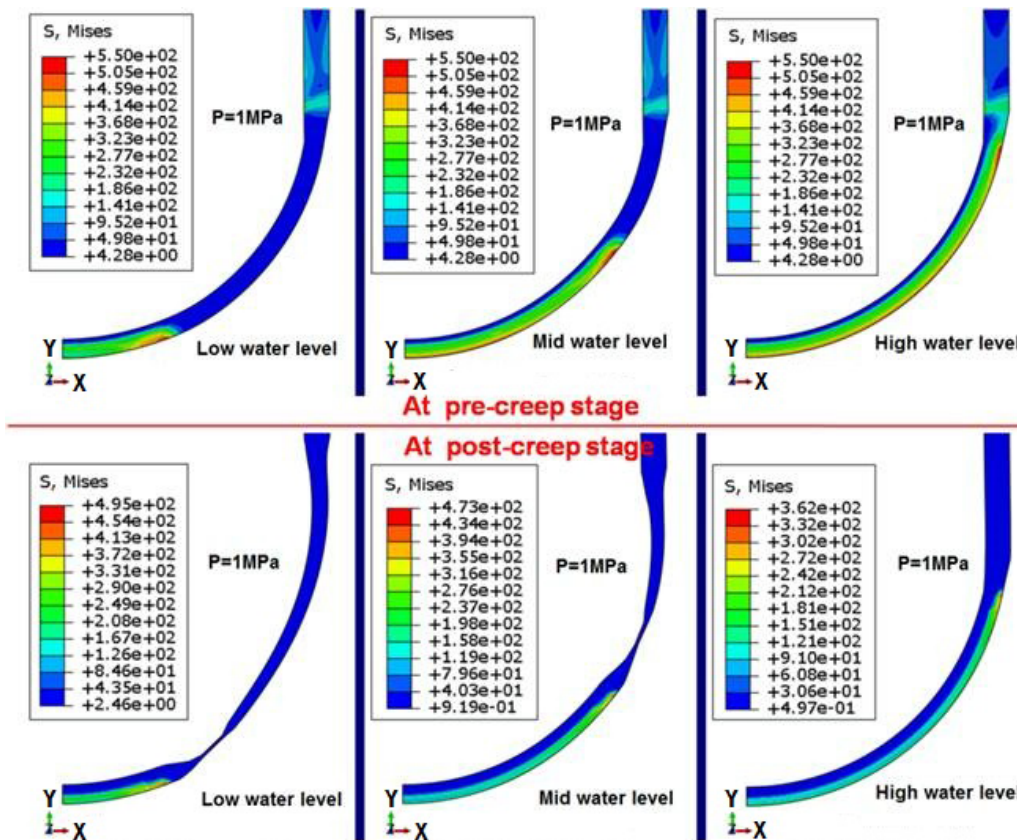 S, Mises
+5.50e+02
+5.05e+02
+4.59e+02
+4.14e+02
+3.68e+02
+3.23e+02
+2.77e+02
+2.32e+02
+1.86e+02
+1.41e+02
+9.52e+01
+4.98e+01
+4.28e+00
P=1MPa
Low water level
Y
Z
X
S, Mises
+5.50e+02
+5.05e+02
+4.59e+02
+4.14e+02
+3.68e+02
+3.23e+02
+2.77e+02
+2.32e+02
+1.86e+02
+1.41e+02
+9.52e+01
+4.98e+01
+4.28e+00
P=1MPa
Mid water level
Y
Z
X
S, Mises
+5.50e+02
+5.05e+02
+4.59e+02
+4.14e+02
+3.68e+02
+3.23e+02
+2.77e+02
+2.32e+02
+1.86e+02
+1.41e+02
+9.52e+01
+4.98e+01
+4.28e+00
P=1MPa
High water level
Y
Z
X
At pre-creep stage
At post-creep stage
S, Mises
+4.95e+02
+4.54e+02
+4.13e+02
+3.72e+02
+3.31e+02
+2.90e+02
+2.49e+02
+2.08e+02
+1.67e+02
+1.26e+02
+8.46e+01
+4.35e+01
+2.46e+00
P=1MPa
Low water level
Y
Z
X
S, Mises
+4.73e+02
+4.34e+02
+3.94e+02
+3.55e+02
+3.16e+02
+2.76e+02
+2.37e+02
+1.98e+02
+1.58e+02
+1.19e+02
+7.96e+01
+4.03e+01
+9.19e-01
P=1MPa
Mid water level
Y
Z
X
S, Mises
+3.62e+02
+3.32e+02
+3.02e+02
+2.72e+02
+2.42e+02
+2.12e+02
+1.81e+02
+1.51e+02
+1.21e+02
+9.10e+01
+6.08e+01
+3.06e+01
+4.97e-01
P=1MPa
High water level
Y
Z
X